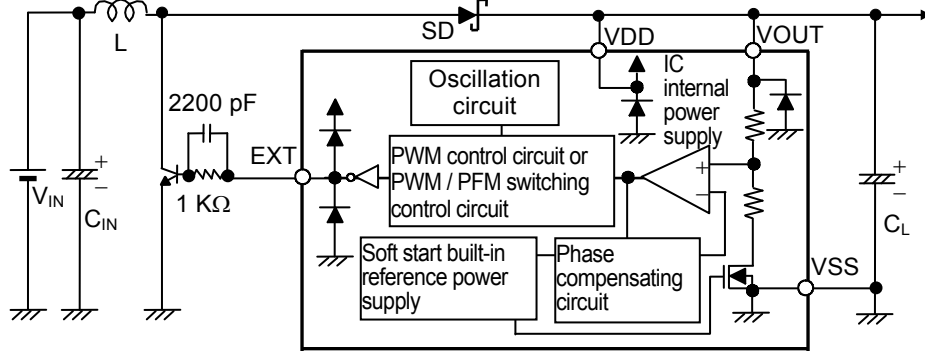 L
SD
VDD
VOUT
Oscillation
circuit
IC
internal
power
supply
2200 pF
EXT
PWM control circuit or
PWM / PFM switching
control circuit
+
−
1 KΩ
VIN
+
−
CIN
+
−
CL
Soft start built-in
reference power
supply
Phase
compensating
circuit
VSS